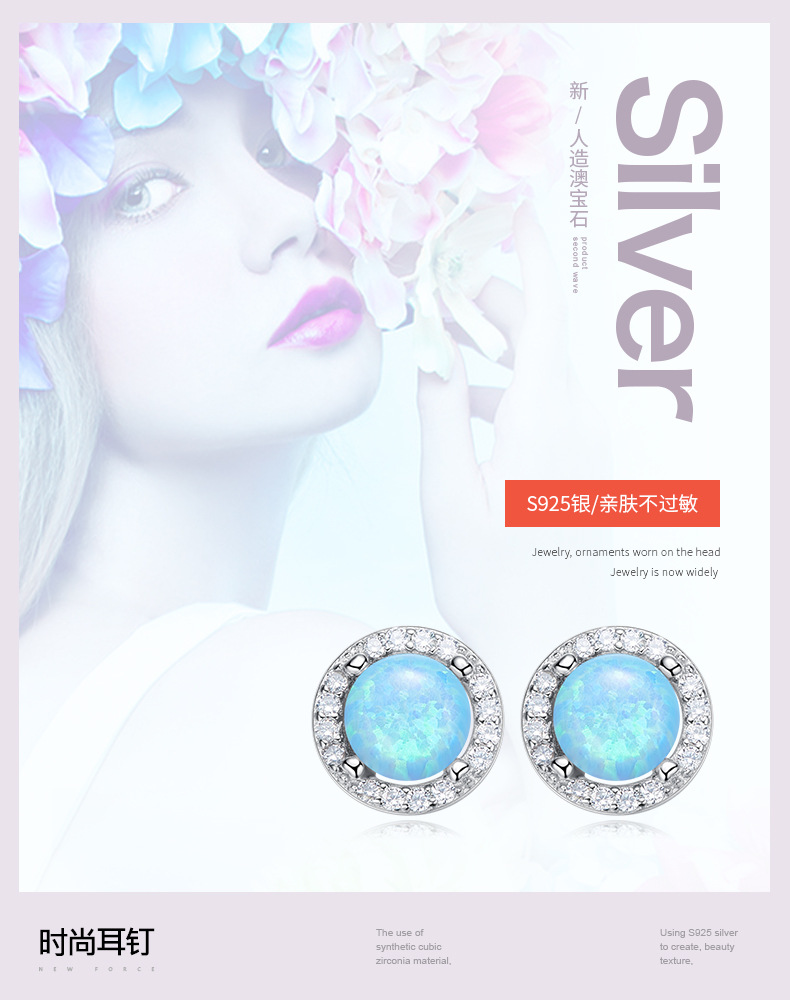 Silver
新/人造澳宝石
product
second wave
S925银/亲肤不过敏
Jewelry, ornaments worn on the head
Jewelry is now widely
时尚耳钉
NEW FORCE
The use of
synthetic cubic
zirconia material,
Using S925 silver
to create, beauty
texture,